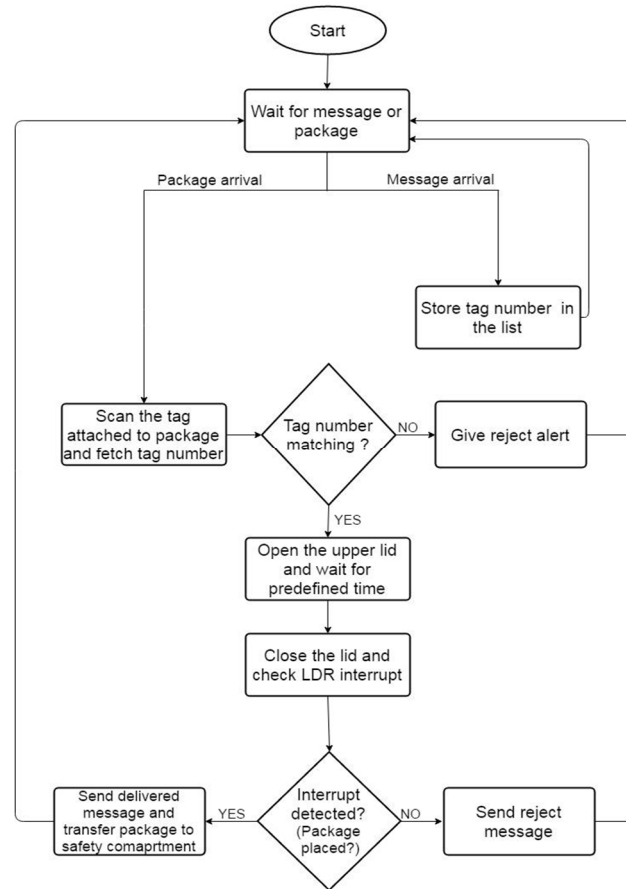 Start
Wait for message or
package
Package arrival
Message arrival
Store tag number in
the list
Scan the tag
attached to package
and fetch tag number
Tag number
matching ?
NO
Give reject alert
YES
Open the upper lid
and wait for
predefined time
Close the lid and
check LDR interrupt
Send delivered
message and
transfer package to
safety comaprtment
YES
Interrupt
detected?
(Package
placed?)
NO
Send reject
message